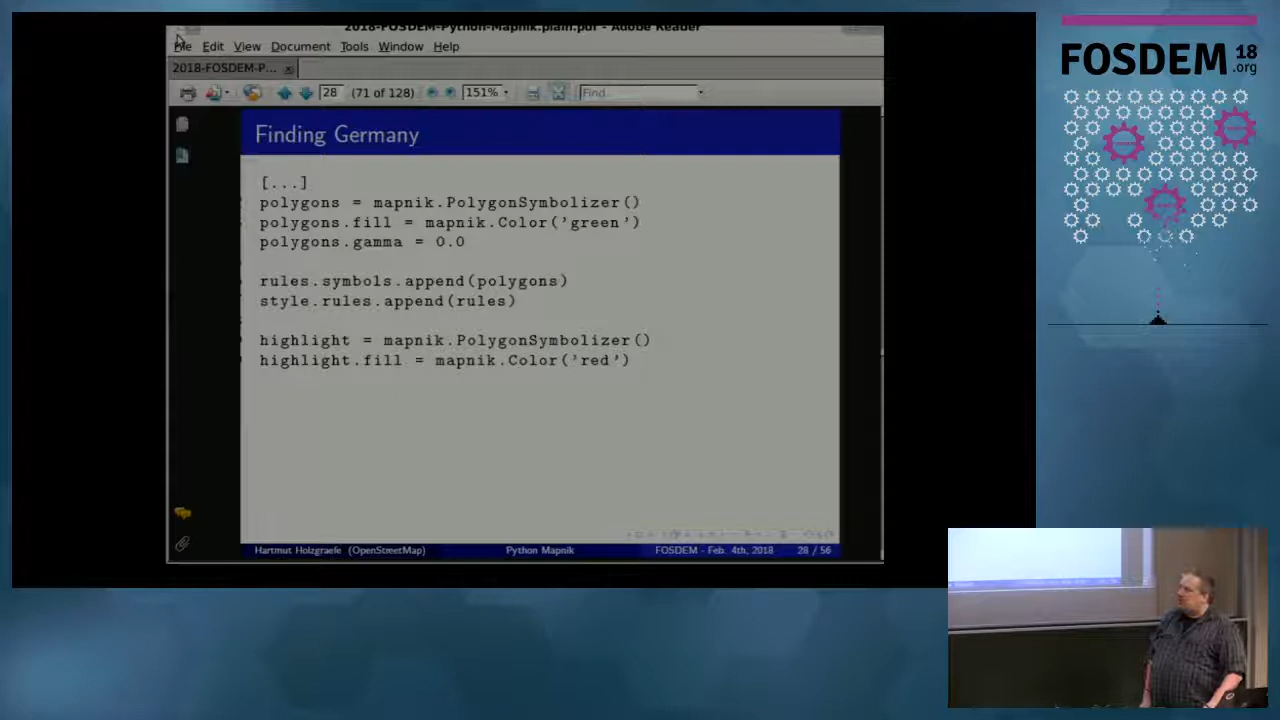 2018-FOSDEM-Python-Mapnik.plain.pdf - Adobe Reader
File Edit View Document Tools Window Help
2018-FOSDEM-P...
28 (71 of 128) 151% Find
Finding Germany
[...]
polygons = mapnik.PolygonSymbolizer()
polygons.fill = mapnik.Color('green')
polygons.gamma = 0.0
rules.symbols.append(polygons)
style.rules.append(rules)
highlight = mapnik.PolygonSymbolizer()
highlight.fill = mapnik.Color('red')
Hartmut Holzgraefe (OpenStreetMap) Python Mapnik FOSDEM - Feb. 4th, 2018 28 / 56
FOSDEM 18
.org